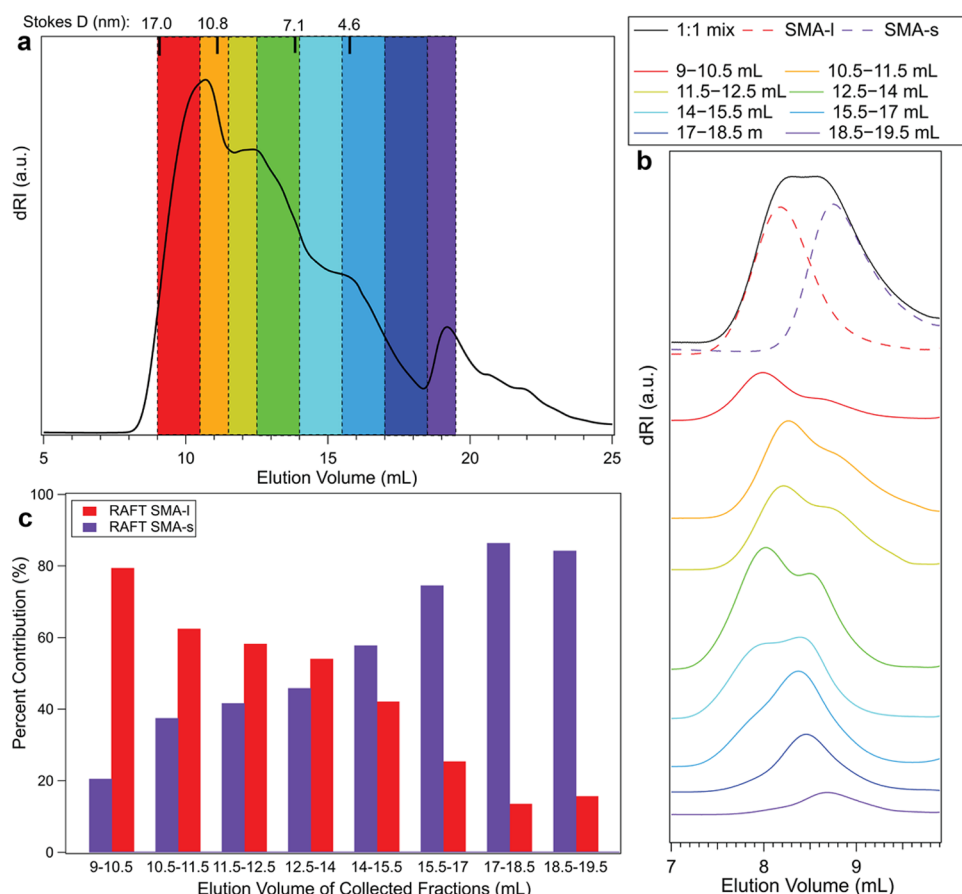 Stokes D (nm): 17.0 10.8 7.1 4.6
a
dRI (a.u.)
5 10 15 20 25
Elution Volume (mL)
1:1 mix SMA-l SMA-s
9–10.5 mL 10.5–11.5 mL
11.5–12.5 mL 12.5–14 mL
14–15.5 mL 15.5–17 mL
17–18.5 m 18.5–19.5 mL
b
dRI (a.u.)
7 8 9
Elution Volume (mL)
c
RAFT SMA-l
RAFT SMA-s
100
80
60
40
20
0
Percent Contribution (%)
9-10.5 10.5-11.5 11.5-12.5 12.5-14 14-15.5 15.5-17 17-18.5 18.5-19.5
Elution Volume of Collected Fractions (mL)